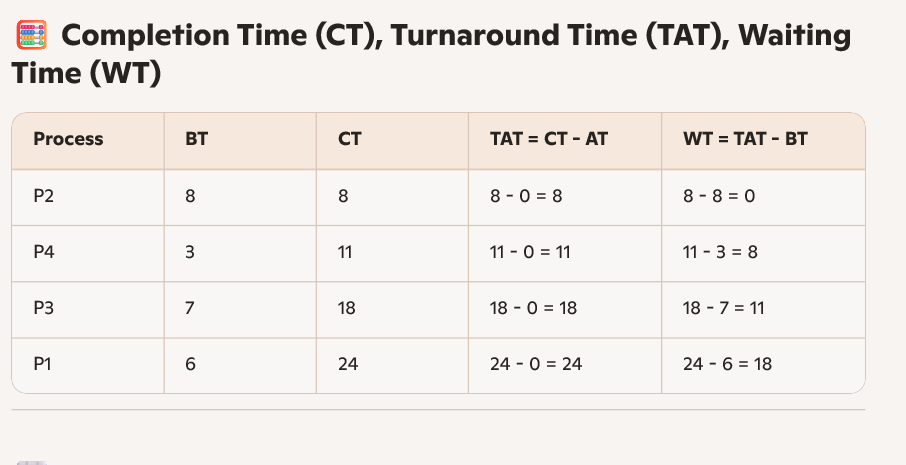 Completion Time (CT), Turnaround Time (TAT), Waiting
Time (WT)
Process BT CT TAT = CT - AT WT = TAT - BT
P2 8 8 8 - 0 = 8 8 - 8 = 0
P4 3 11 11 - 0 = 11 11 - 3 = 8
P3 7 18 18 - 0 = 18 18 - 7 = 11
P1 6 24 24 - 0 = 24 24 - 6 = 18